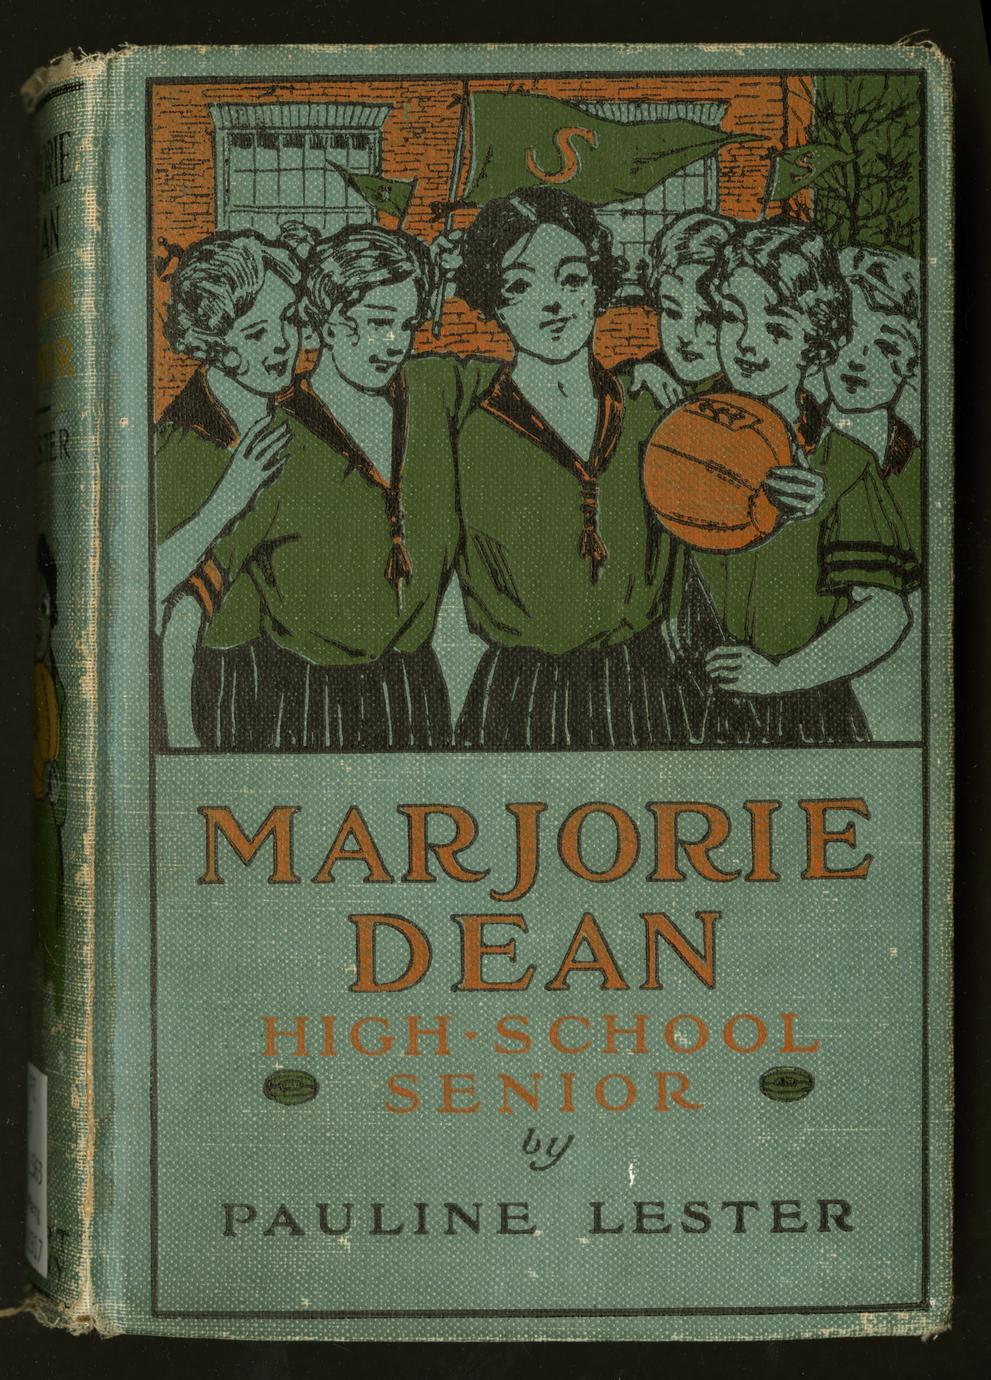 S
S
S
MARJORIE
DEAN
HIGH·SCHOOL
SENIOR
by
PAULINE LESTER